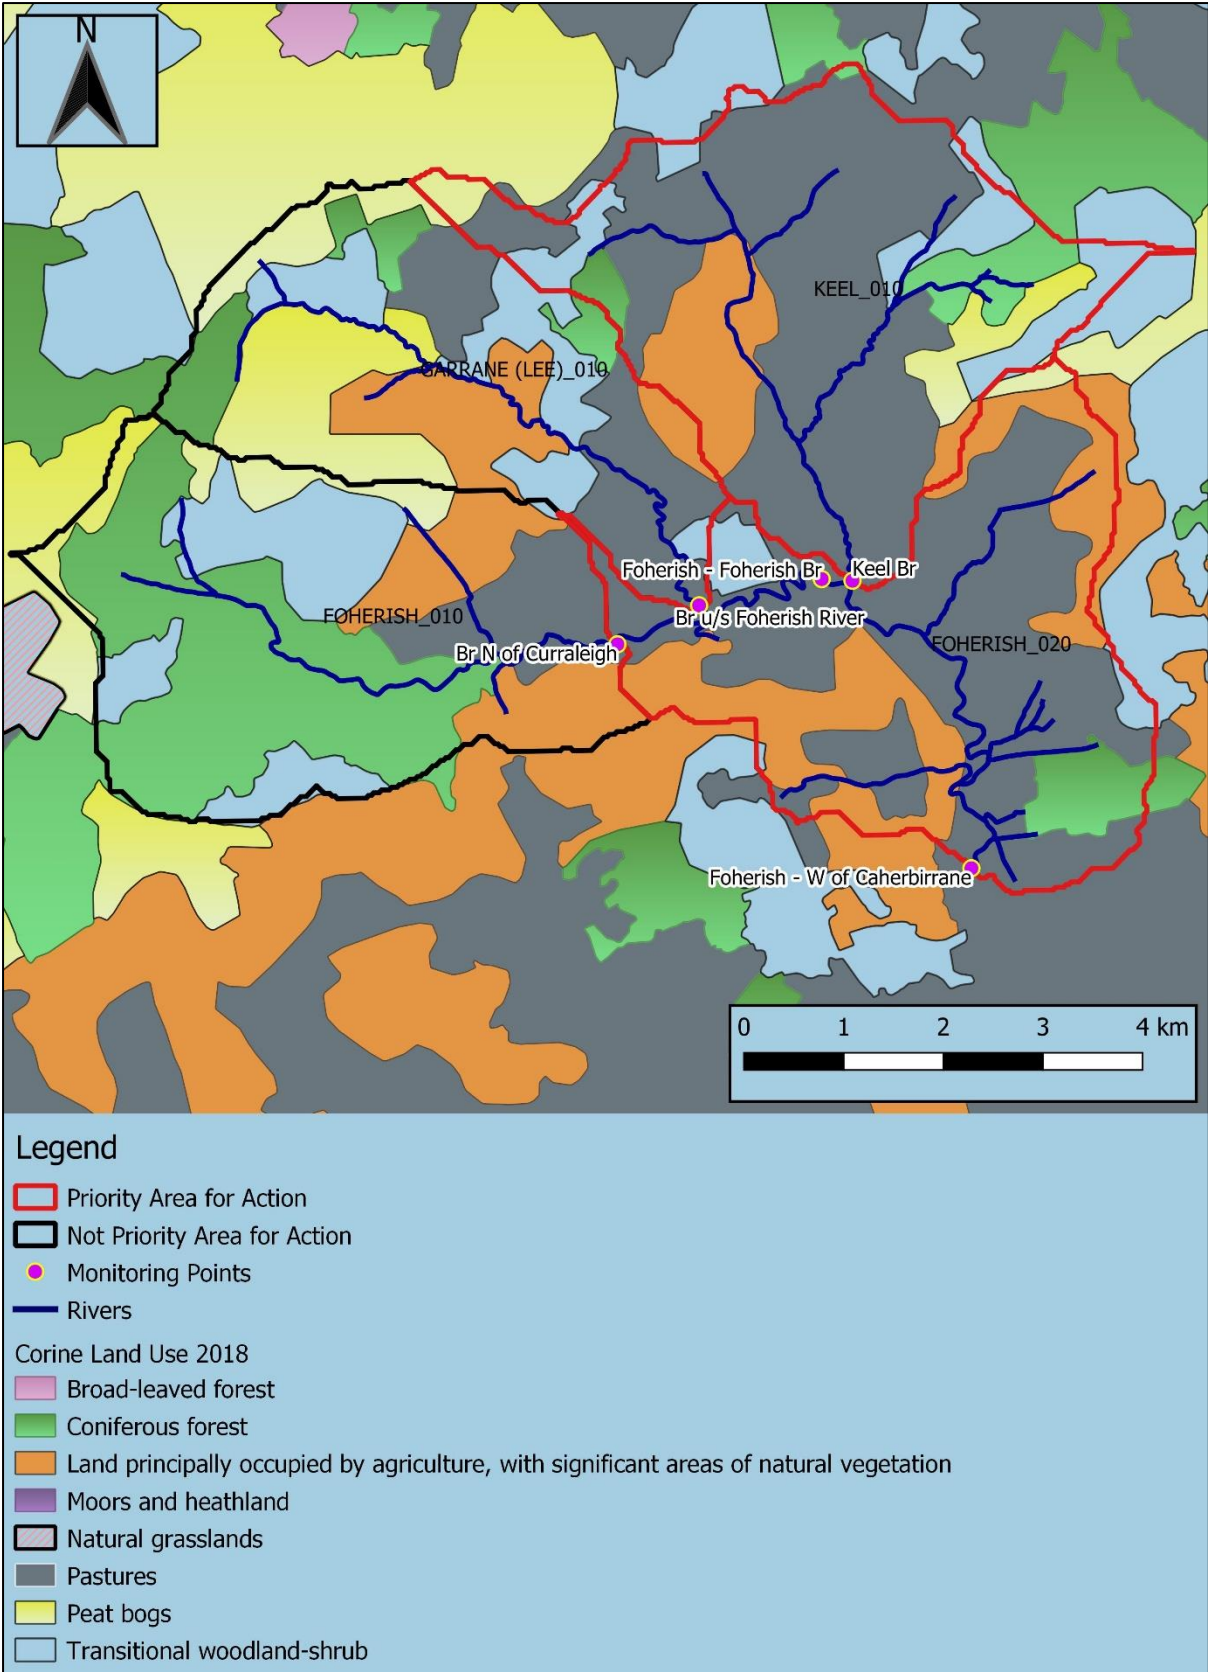 N
KEEL_010
GARRANE (LEE)_010
Foherish - Foherish Br
Keel Br
Br u/s Foherish River
FOHERISH_010
Br N of Curraleigh
FOHERISH_020
Foherish - W of Caherbirrane
0 1 2 3 4 km
Legend
Priority Area for Action
Not Priority Area for Action
Monitoring Points
Rivers
Corine Land Use 2018
Broad-leaved forest
Coniferous forest
Land principally occupied by agriculture, with significant areas of natural vegetation
Moors and heathland
Natural grasslands
Pastures
Peat bogs
Transitional woodland-shrub